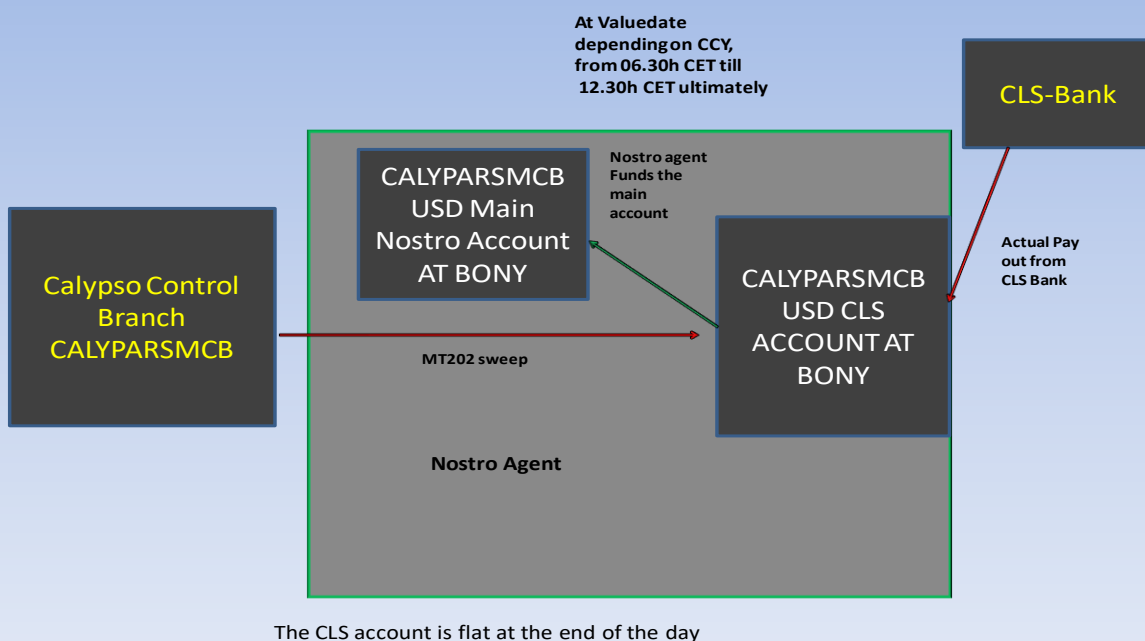 At Valuedate
depending on CCY,
from 06.30h CET till
12.30h CET ultimately
CLS-Bank
CALYPARSMCB
USD Main
Nostro Account
AT BONY
Nostro agent
Funds the
main
account
Calypso Control
Branch
CALYPARSMCB
CALYPARSMCB
USD CLS
ACCOUNT AT
BONY
Actual Pay
out from
CLS Bank
MT202 sweep
Nostro Agent
The CLS account is flat at the end of the day